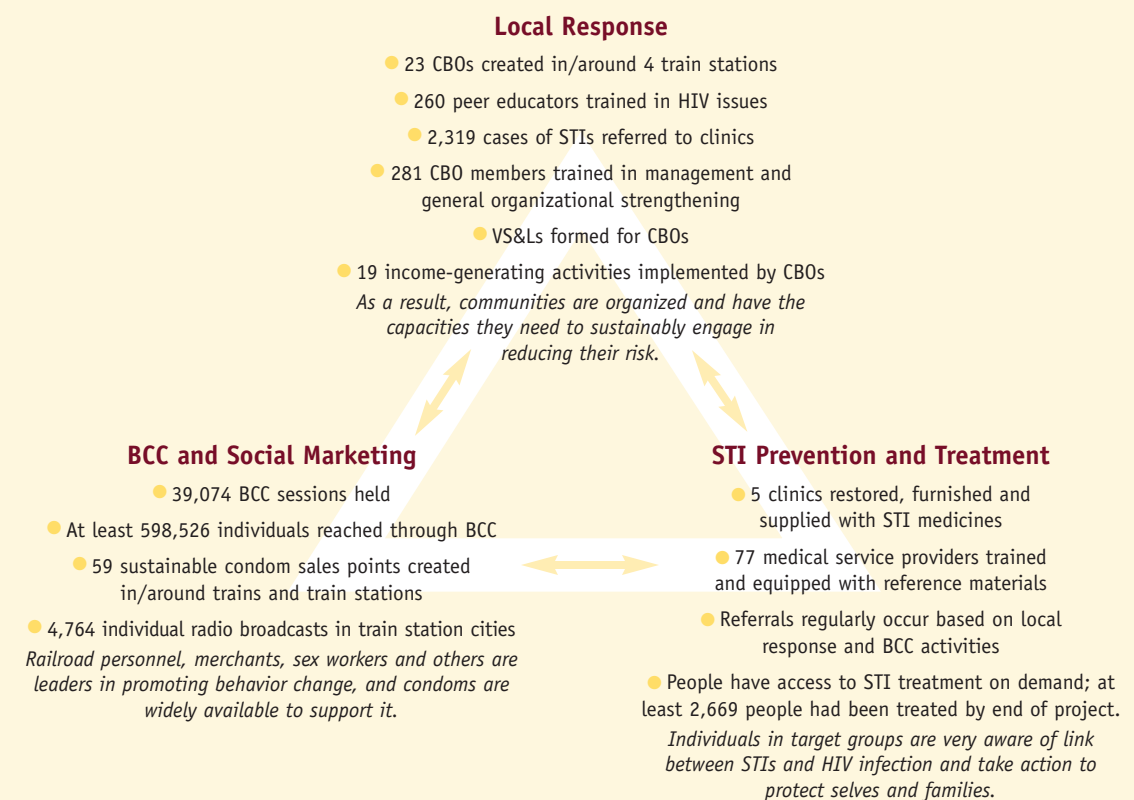 Local Response
23 CBOs created in/around 4 train stations
260 peer educators trained in HIV issues
2,319 cases of STIs referred to clinics
281 CBO members trained in management and
general organizational strengthening
VS&Ls formed for CBOs
19 income-generating activities implemented by CBOs
As a result, communities are organized and have the
capacities they need to sustainably engage in
reducing their risk.
BCC and Social Marketing
39,074 BCC sessions held
At least 598,526 individuals reached through BCC
59 sustainable condom sales points created
in/around trains and train stations
4,764 individual radio broadcasts in train station cities
Railroad personnel, merchants, sex workers and others are
leaders in promoting behavior change, and condoms are
widely available to support it.
STI Prevention and Treatment
5 clinics restored, furnished and
supplied with STI medicines
77 medical service providers trained
and equipped with reference materials
Referrals regularly occur based on local
response and BCC activities
People have access to STI treatment on demand; at
least 2,669 people had been treated by end of project.
Individuals in target groups are very aware of link
between STIs and HIV infection and take action to
protect selves and families.